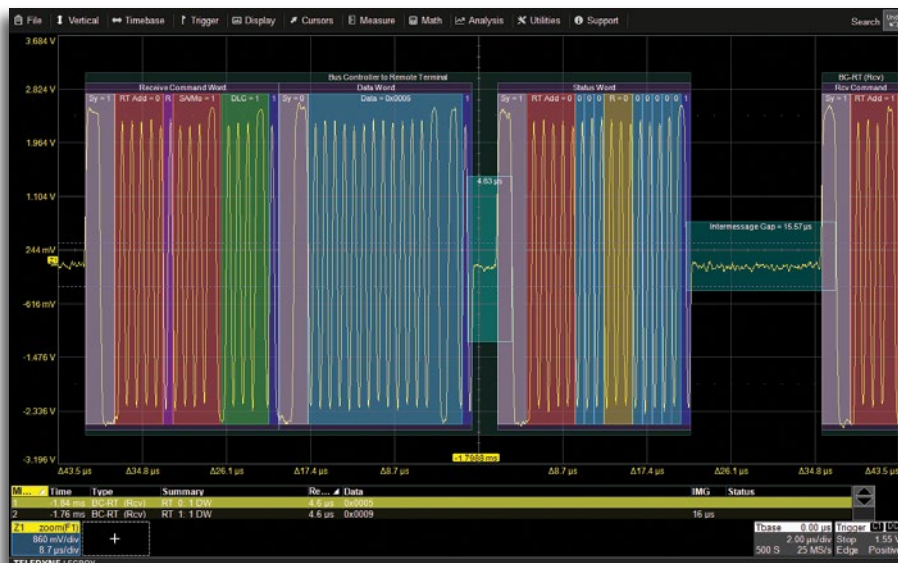 File Vertical Timebase Trigger Display Cursors Measure Math Analysis Utilities Support Search
3.684 V
2.824 V
1.964 V
1.104 V
244 mV
-616 mV
-1.476 V
-2.336 V
-3.196 V
Bus Controller to Remote Terminal BC-RT (Rcv)
Receive Command Word Data Word Status Word Rcv Command
Sy = 1 RT Add = 0 R SA/Ms = 1 DLC = 1 1 Sy = 0 Data = 0x0005 1 Sy = 1 RT Add = 0 0 0 0 R = 0 0 0 0 0 0 1 Sy = 1 RT Add = 1
4.63 µs
Intermessage Gap = 15.57 µs
Z1
-1.7988 ms
Δ43.5 µs Δ34.8 µs Δ26.1 µs Δ17.4 µs Δ8.7 µs Δ8.7 µs Δ17.4 µs Δ26.1 µs Δ34.8 µs Δ43.5 µs
Mi... Time Type Summary Re... Data IMG Status
1 -1.84 ms BC-RT (Rcv) RT 0: 1 DW 4.6 µs 0x0005
2 -1.76 ms BC-RT (Rcv) RT 1: 1 DW 4.6 µs 0x0009 16 µs
Z1 zoom(F1)
860 mV/div
8.7 µs/div
Tbase 0.00 µs Trigger C1 DC
2.00 µs/div Stop 1.55 V
500 S 25 MS/s Edge Positive